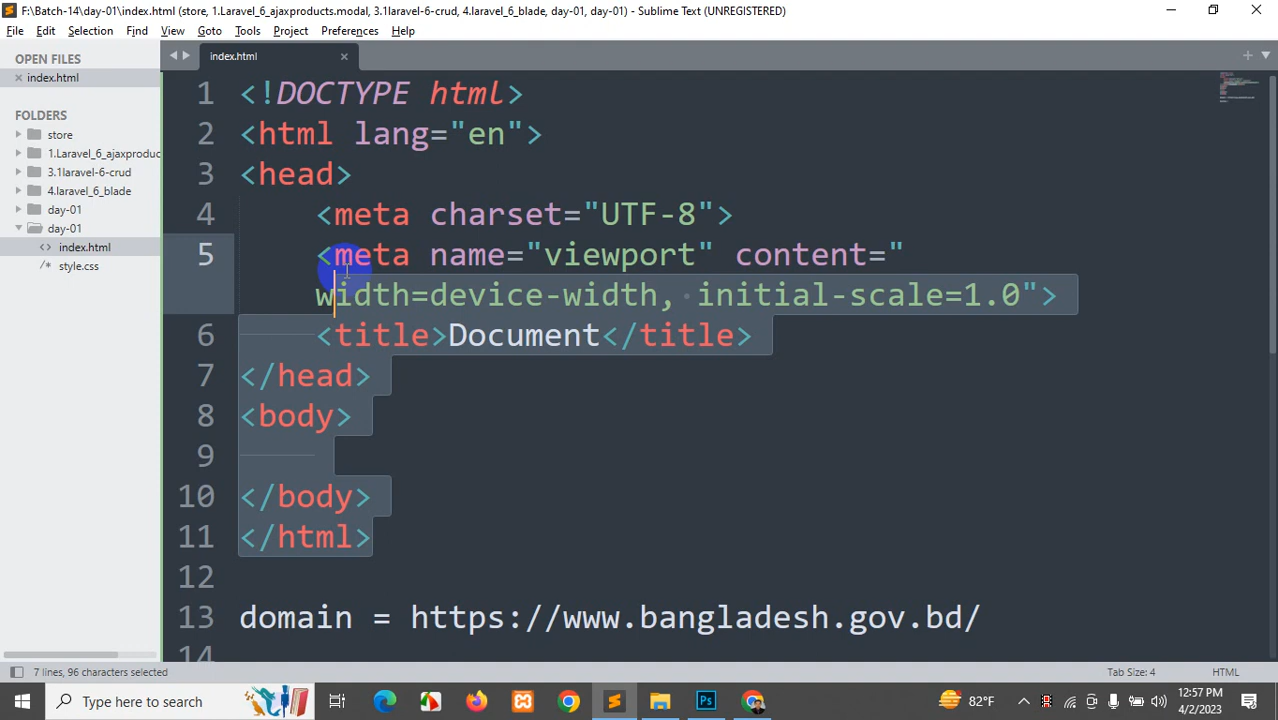 F:\Batch-14\day-01\index.html (store, 1.Laravel_6_ajaxproducts.modal, 3.1laravel-6-crud, 4.laravel_6_blade, day-01, day-01) - Sublime Text (UNREGISTERED)
File Edit Selection Find View Goto Tools Project Preferences Help
OPEN FILES
index.html
FOLDERS
store
1.Laravel_6_ajaxproduc
3.1laravel-6-crud
4.laravel_6_blade
day-01
day-01
index.html
style.css
index.html
1 <!DOCTYPE html>
2 <html lang="en">
3 <head>
4 <meta charset="UTF-8">
5 <meta name="viewport" content="
width=device-width, initial-scale=1.0">
6 <title>Document</title>
7 </head>
8 <body>
9
10 </body>
11 </html>
12
13 domain = https://www.bangladesh.gov.bd/
14
7 lines, 96 characters selected
Tab Size: 4
HTML
Type here to search
82°F
12:57 PM
4/2/2023